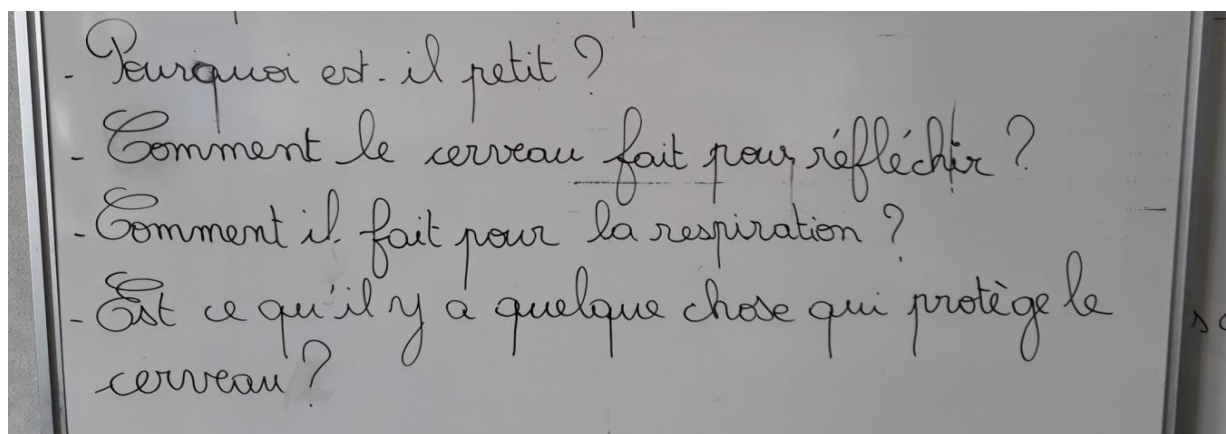 - Pourquoi est-il petit ?
- Comment le cerveau fait pour réfléchir ?
- Comment il fait pour la respiration ?
- Est ce qu'il y a quelque chose qui protège le
cerveau ?